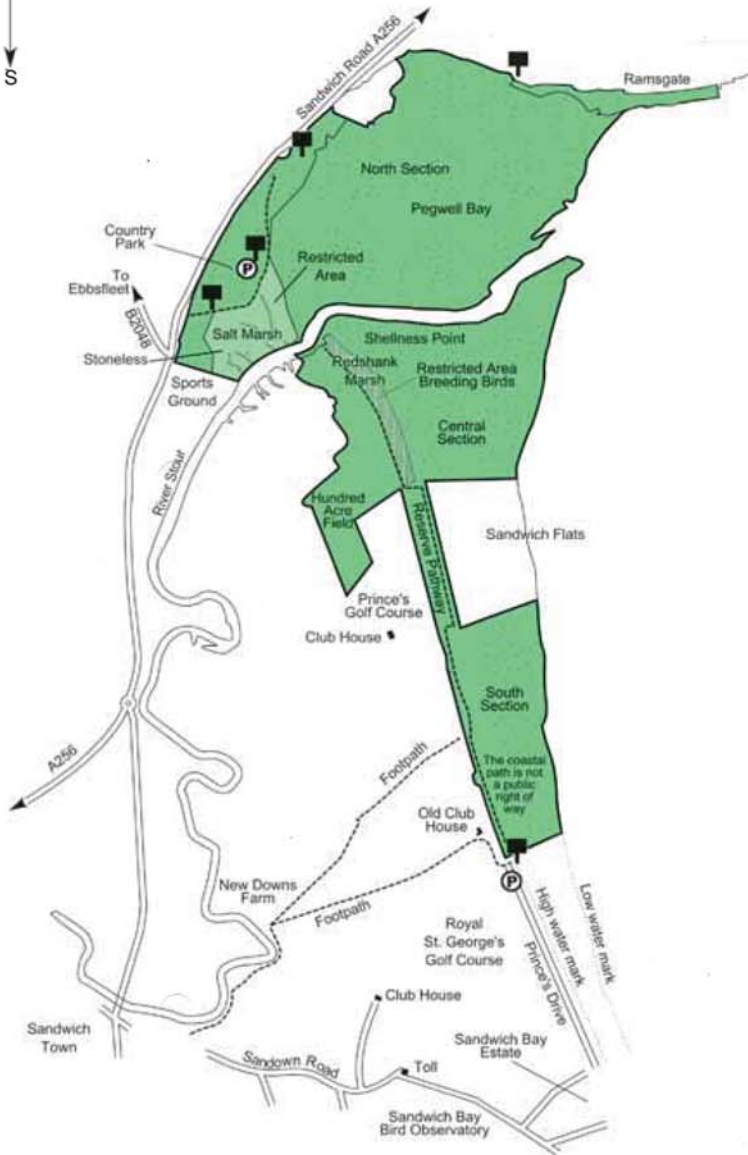 S
Sandwich Road A256
Ramsgate
North Section
Pegwell Bay
Country
Park
P
Restricted
Area
To
Ebbsfleet
B2048
Salt Marsh
Stoneless
Sports
Ground
Shellness Point
Redshank
Marsh
Restricted Area
Breeding Birds
Central
Section
River Stour
Hundred
Acre
Field
Reserve Pathway
Sandwich Flats
Prince's
Golf Course
Club House
South
Section
A256
Footpath
The coastal
path is not
a public
right of
way
Old Club
House
P
New Downs
Farm
Footpath
Royal
St. George's
Golf Course
High water mark
Low water mark
Prince's Drive
Club House
Sandwich
Town
Sandwich Bay
Estate
Sandown Road
Toll
Sandwich Bay
Bird Observatory